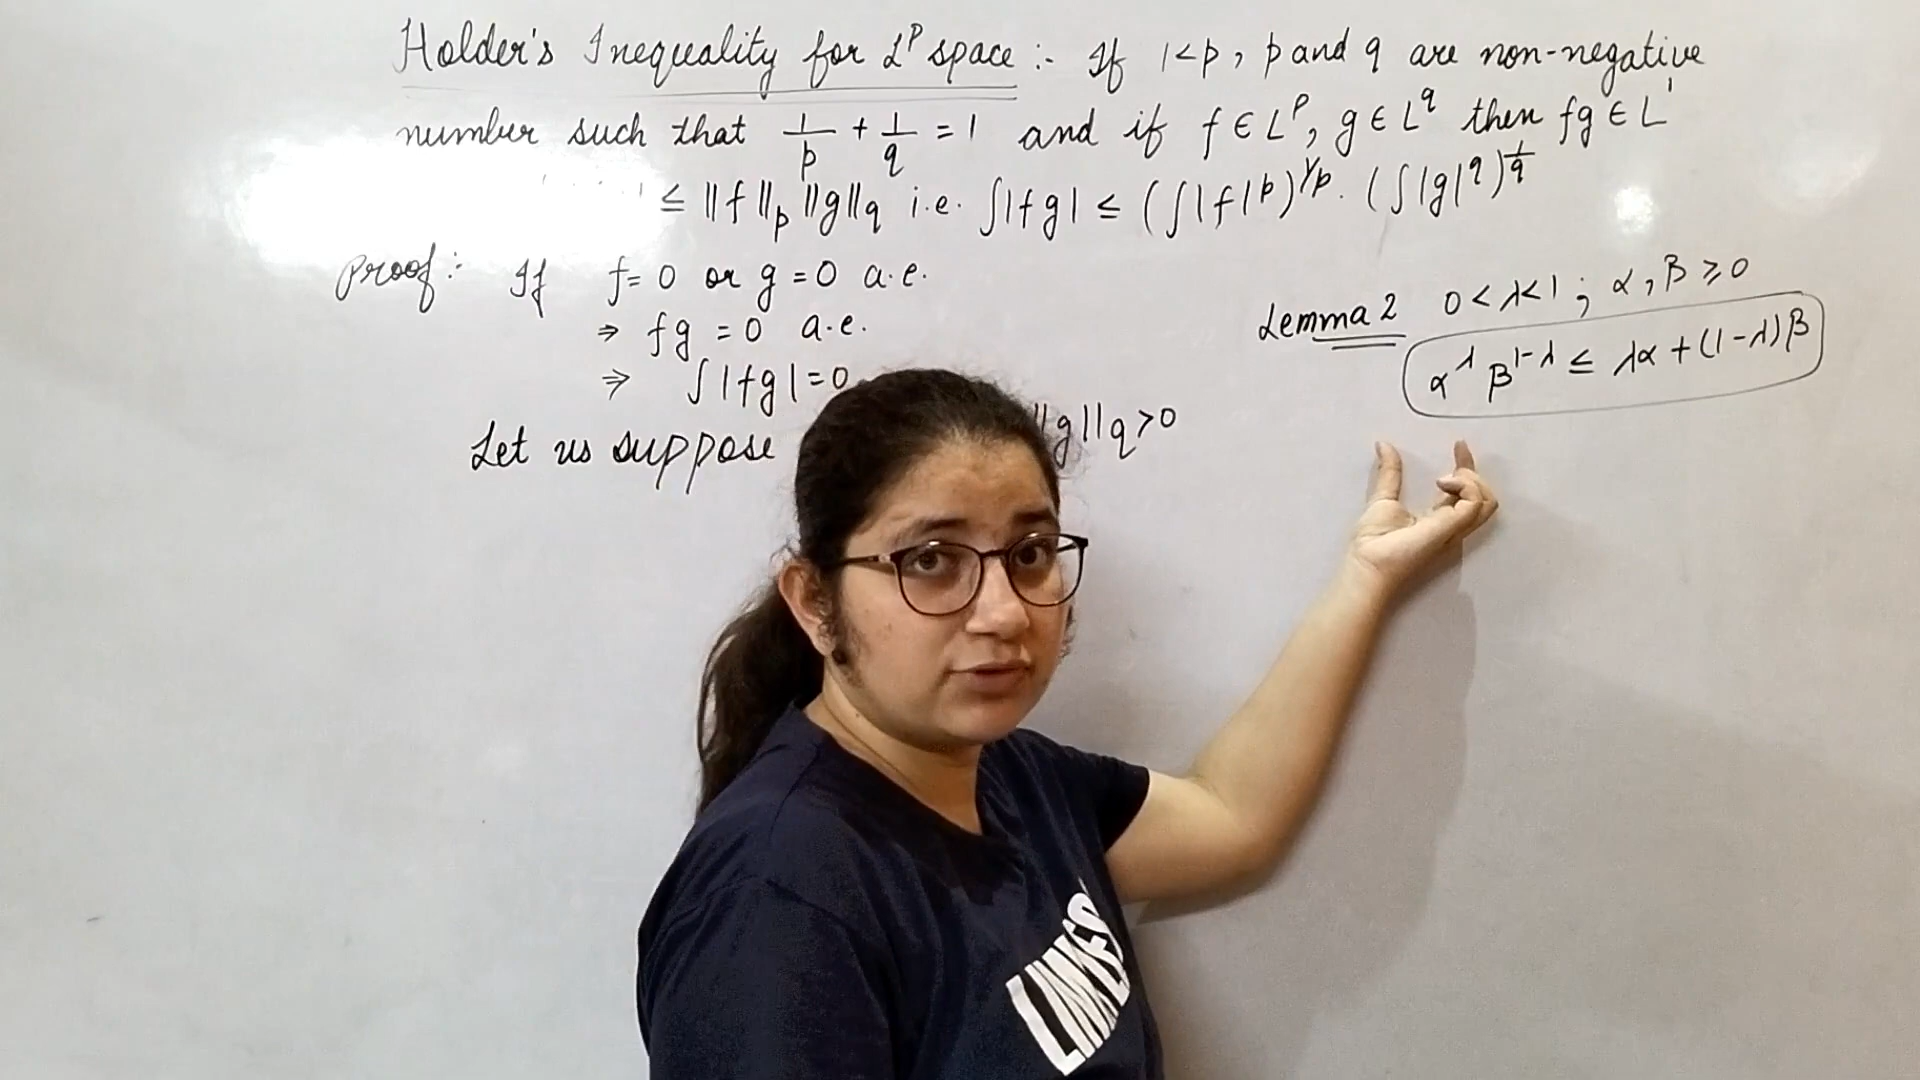 Holder's Inequality for L^p space :- If 1<p, p and q are non-negative
number such that 1/p + 1/q = 1 and if f ∈ L^p, g ∈ L^q then fg ∈ L^1
≤ ||f||_p ||g||_q i.e. ∫|fg| ≤ (∫|f|^p)^1/p . (∫|g|^q)^1/q
Proof :- If f = 0 or g = 0 a.e.
⇒ fg = 0 a.e.
⇒ ∫|fg| = 0
Let us suppose ||g||_q > 0
Lemma 2 0 < λ < 1 ; α, β ≥ 0
α^λ β^1-λ ≤ λα + (1-λ)β